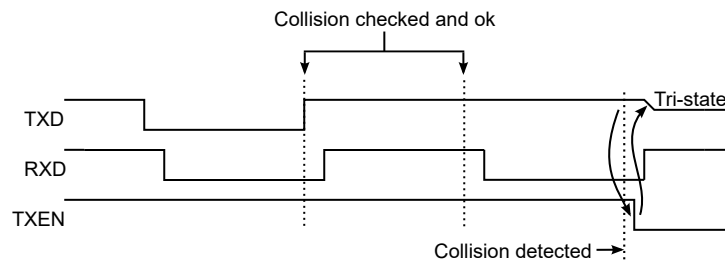 Collision checked and ok
Tri-state
TXD
RXD
TXEN
Collision detected